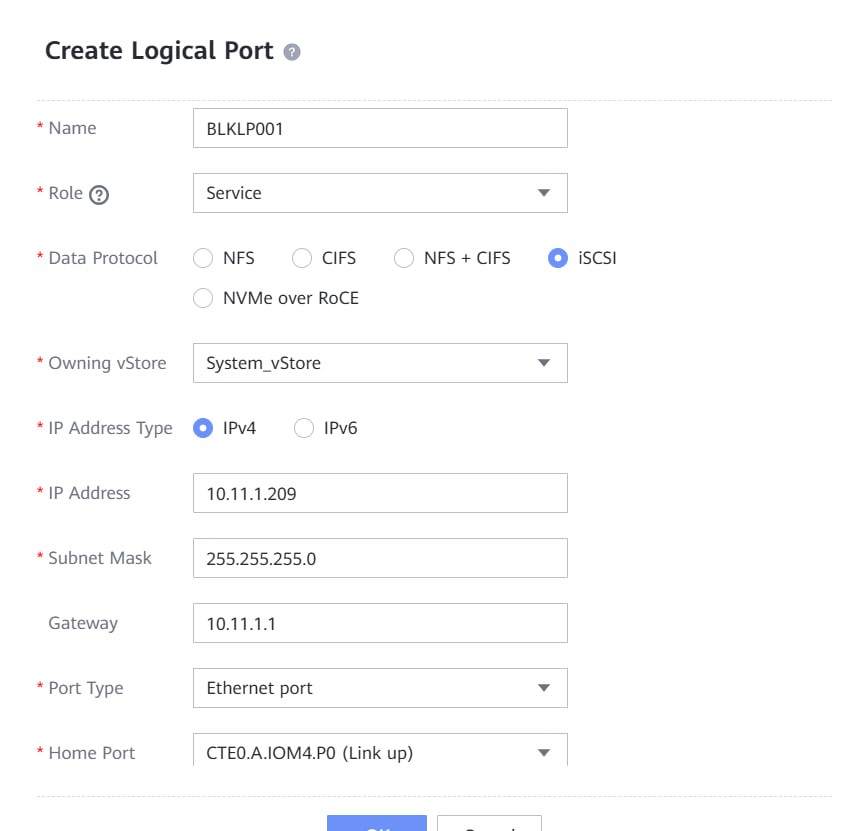 Create Logical Port ?
* Name BLKLP001
* Role ? Service
* Data Protocol NFS CIFS NFS + CIFS iSCSI
NVMe over RoCE
* Owning vStore System_vStore
* IP Address Type IPv4 IPv6
* IP Address 10.11.1.209
* Subnet Mask 255.255.255.0
Gateway 10.11.1.1
* Port Type Ethernet port
* Home Port CTE0.A.IOM4.P0 (Link up)